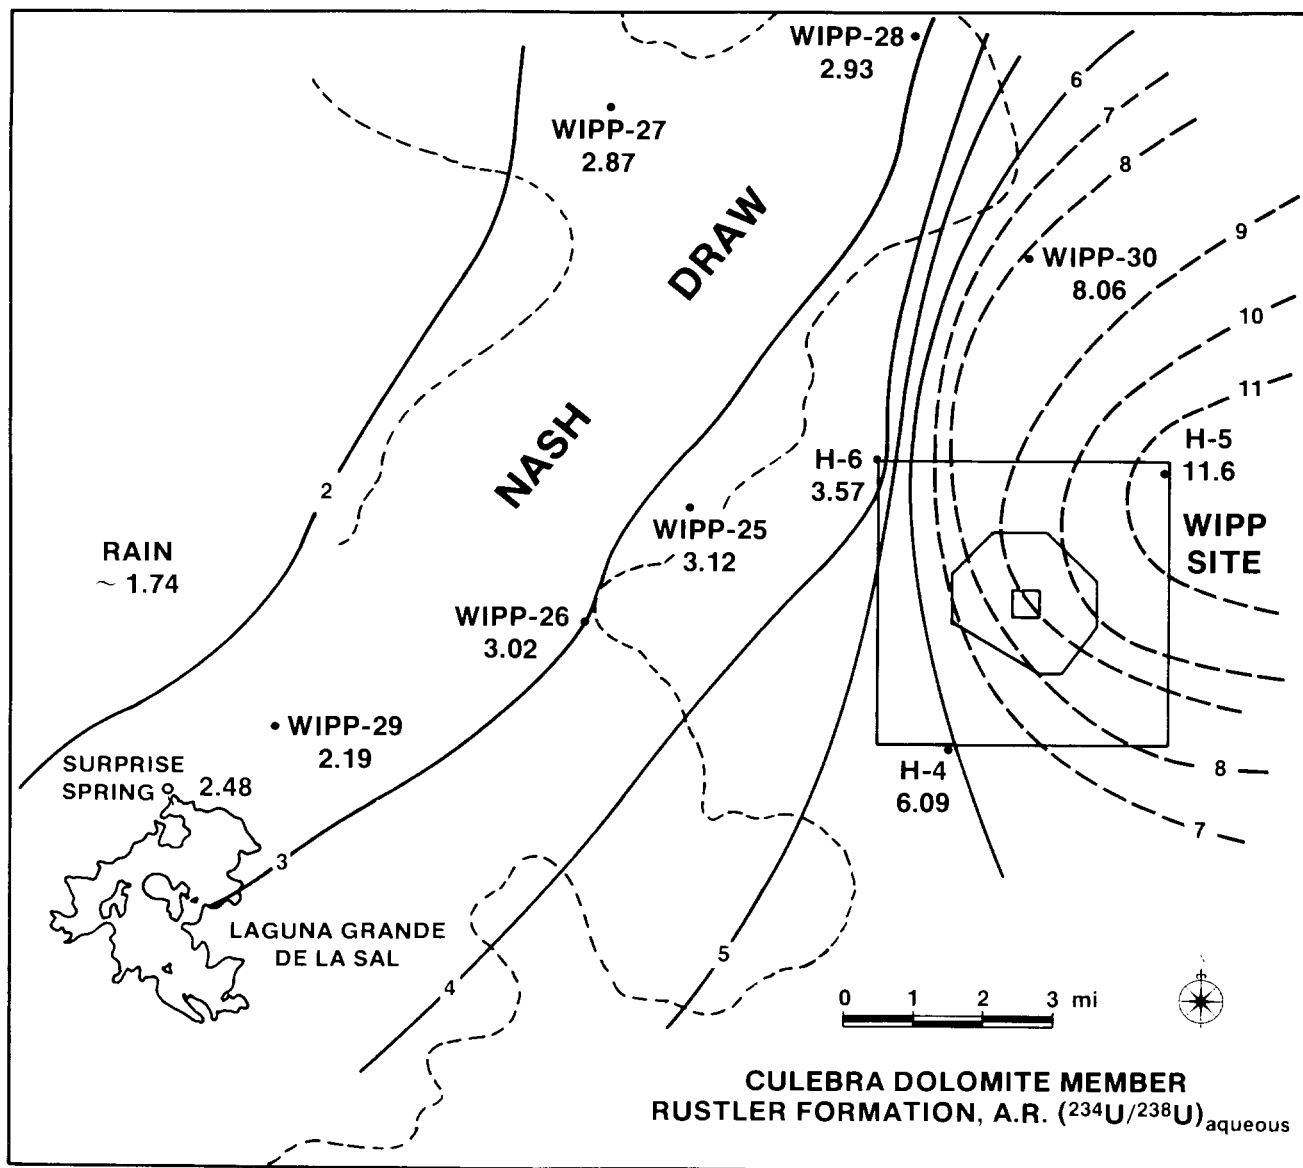 WIPP-28
2.93
6
7
WIPP-27
2.87
8
DRAW
9
WIPP-30
8.06
10
11
NASH
H-5
11.6
H-6
3.57
2
WIPP
SITE
WIPP-25
3.12
RAIN
~ 1.74
WIPP-26
3.02
WIPP-29
2.19
SURPRISE
SPRING
2.48
H-4
6.09
8
7
3
LAGUNA GRANDE
DE LA SAL
5
4
0 1 2 3 mi
CULEBRA DOLOMITE MEMBER
RUSTLER FORMATION, A.R. (²³⁴U/²³⁸U)aqueous